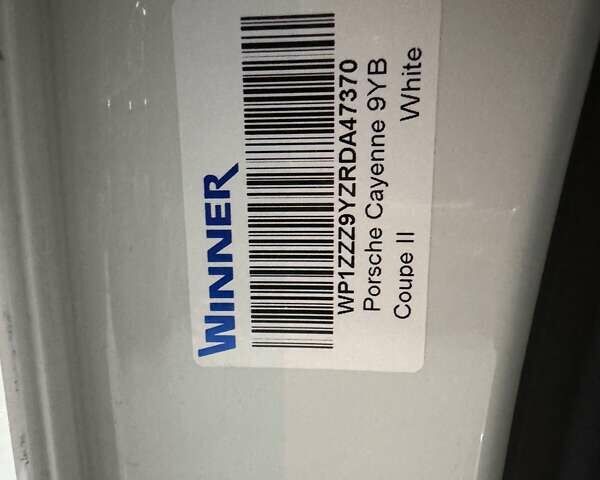 WINNER
WP1ZZZ9YZRDA47370
Porsche Cayenne 9YB
Coupe II White